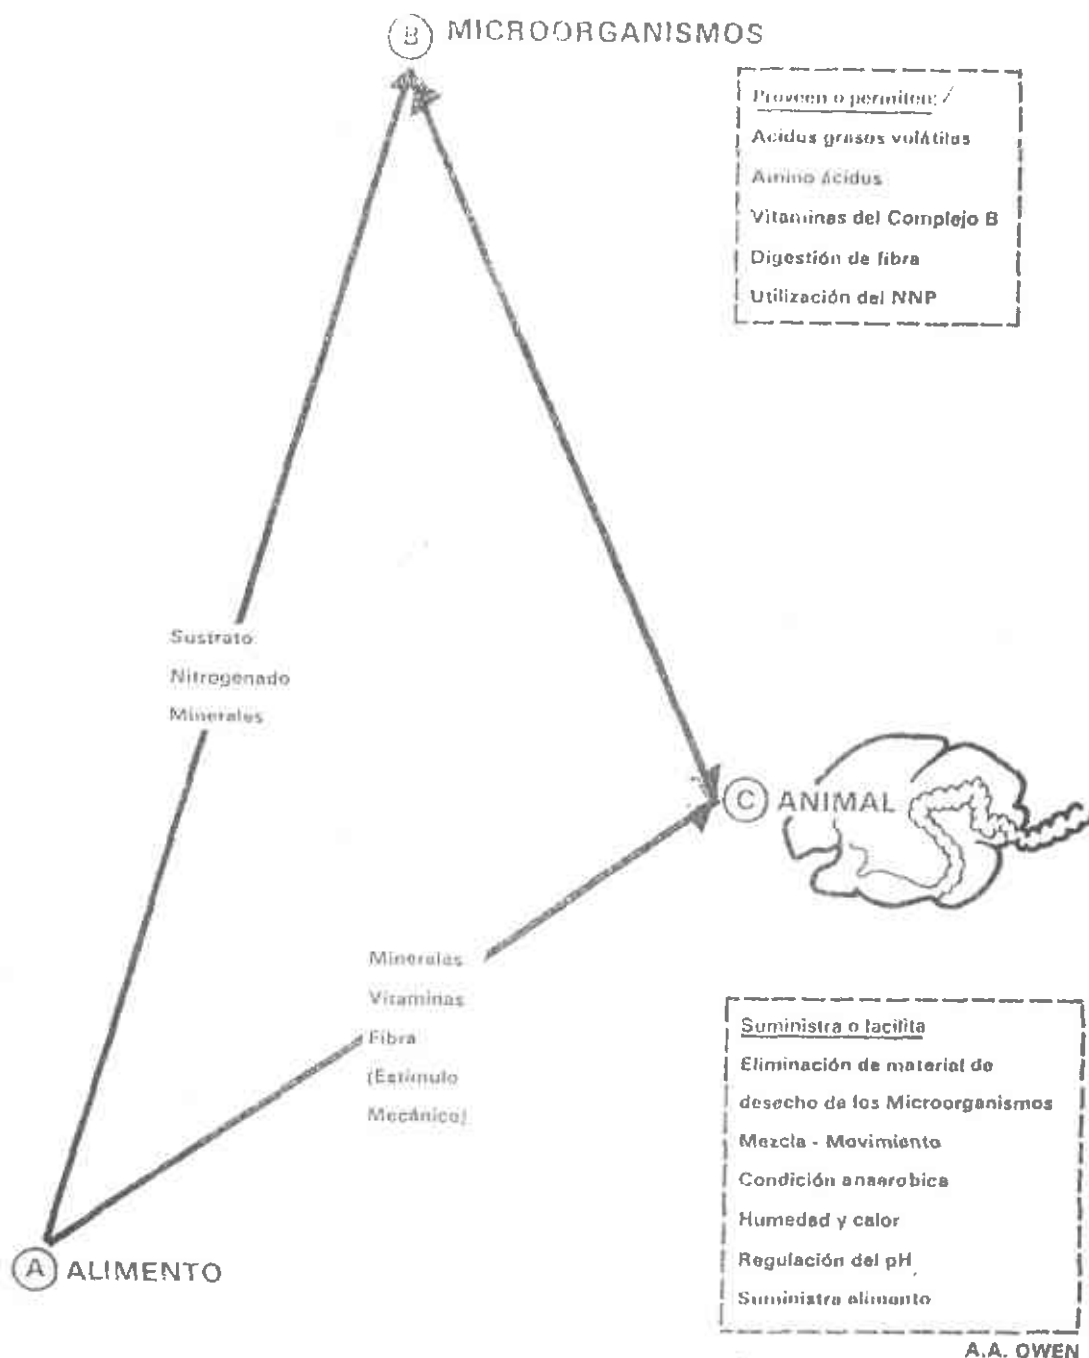 B MICROORGANISMOS
Proveen o permiten:
Acidos grasos volátiles
Amino ácidos
Vitaminas del Complejo B
Digestión de fibra
Utilización del NNP
Sustrato
Nitrogenado
Minerales
C ANIMAL
Minerales
Vitaminas
Fibra
(Estímulo
Mecánico)
A ALIMENTO
Suministra o facilita
Eliminación de material de
desecho de los Microorganismos
Mezcla - Movimiento
Condición anaerobica
Humedad y calor
Regulación del pH
Suministra alimento
A.A. OWEN